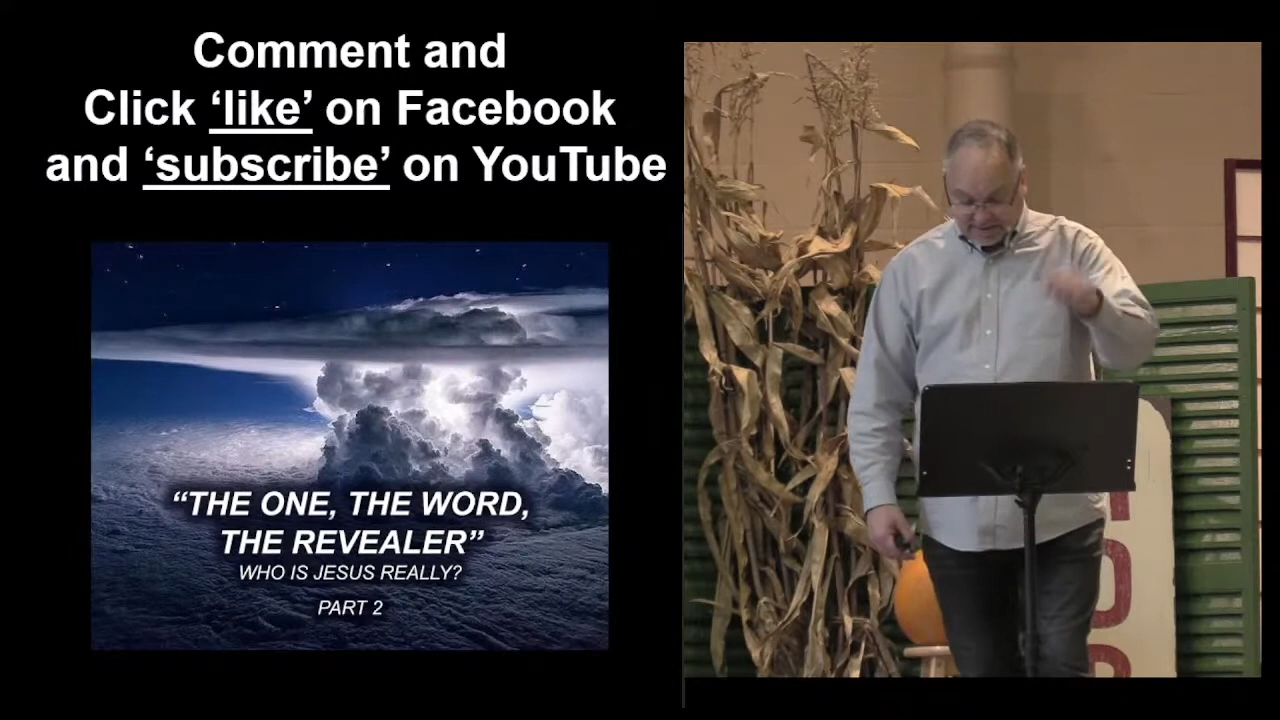 Comment and
Click ‘like’ on Facebook
and ‘subscribe’ on YouTube
“THE ONE, THE WORD,
THE REVEALER”
WHO IS JESUS REALLY?
PART 2